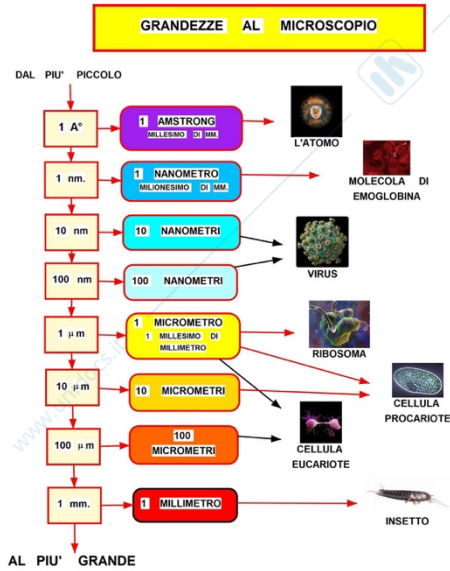 GRANDEZZE AL MICROSCOPIO
DAL PIU' PICCOLO
1 A°
1 AMSTRONG
MILLESIMO DI MM.
L'ATOMO
1 nm.
1 NANOMETRO
MILIONESIMO DI MM.
MOLECOLA DI
EMOGLOBINA
10 nm
10 NANOMETRI
VIRUS
100 nm
100 NANOMETRI
1 μm
1 MICROMETRO
1 MILLESIMO DI
MILLIMETRO
RIBOSOMA
10 μm
10 MICROMETRI
CELLULA
PROCARIOTE
100 μm
100
MICROMETRI
CELLULA
EUCARIOTE
1 mm.
1 MILLIMETRO
INSETTO
AL PIU' GRANDE